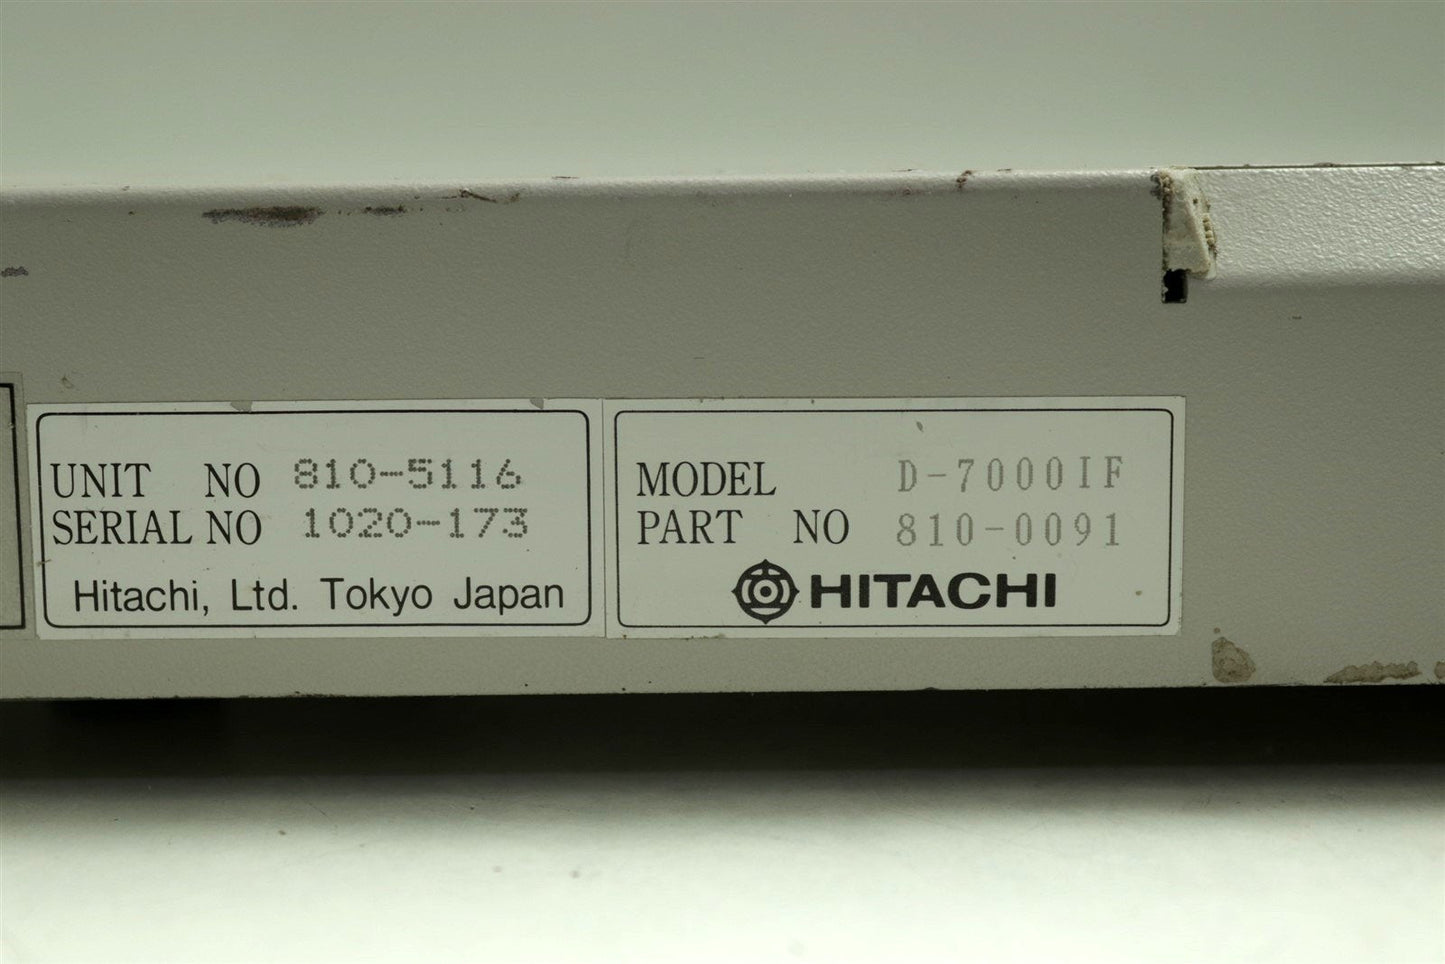 UNIT NO 810-5116
SERIAL NO 1020-173
Hitachi, Ltd. Tokyo Japan
MODEL D-7000IF
PART NO 810-0091
HITACHI